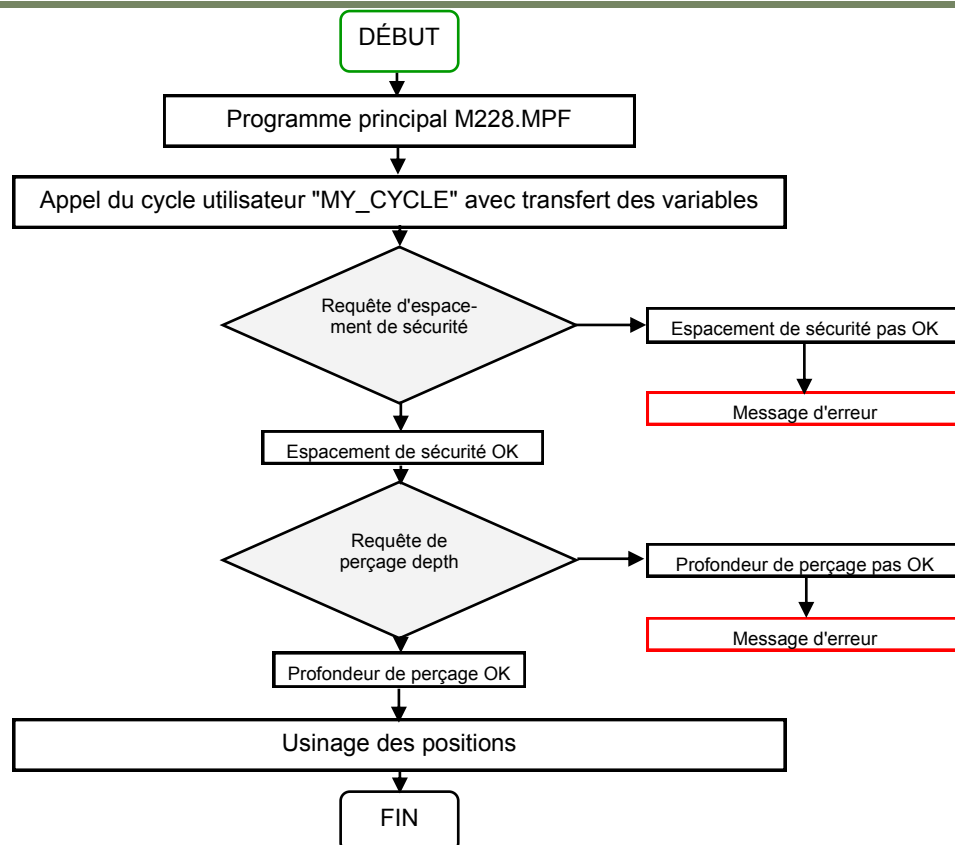 DÉBUT
Programme principal M228.MPF
Appel du cycle utilisateur "MY_CYCLE" avec transfert des variables
Requête d'espace-
ment de sécurité
Espacement de sécurité pas OK
Message d'erreur
Espacement de sécurité OK
Requête de
perçage depth
Profondeur de perçage pas OK
Message d'erreur
Profondeur de perçage OK
Usinage des positions
FIN